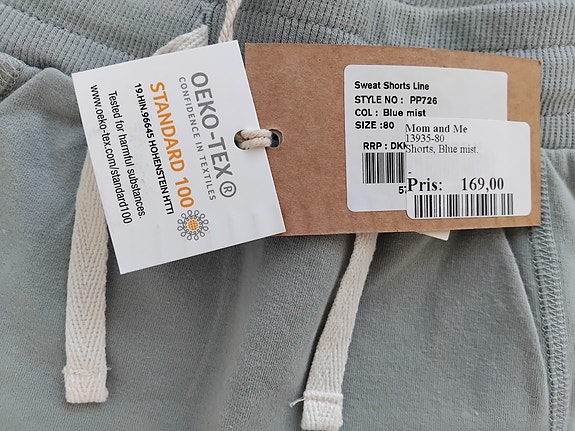 OEKO-TEX®
CONFIDENCE IN TEXTILES
STANDARD 100
19.HIN.96645 HOHENSTEIN HTTI
Tested for harmful substances.
www.oeko-tex.com/standard100
Sweat Shorts Line
STYLE NO : PP726
COL : Blue mist
SIZE :80
RRP : DKK
Mom and Me
13935-80
Shorts, Blue mist.
-
Pris: 169,00